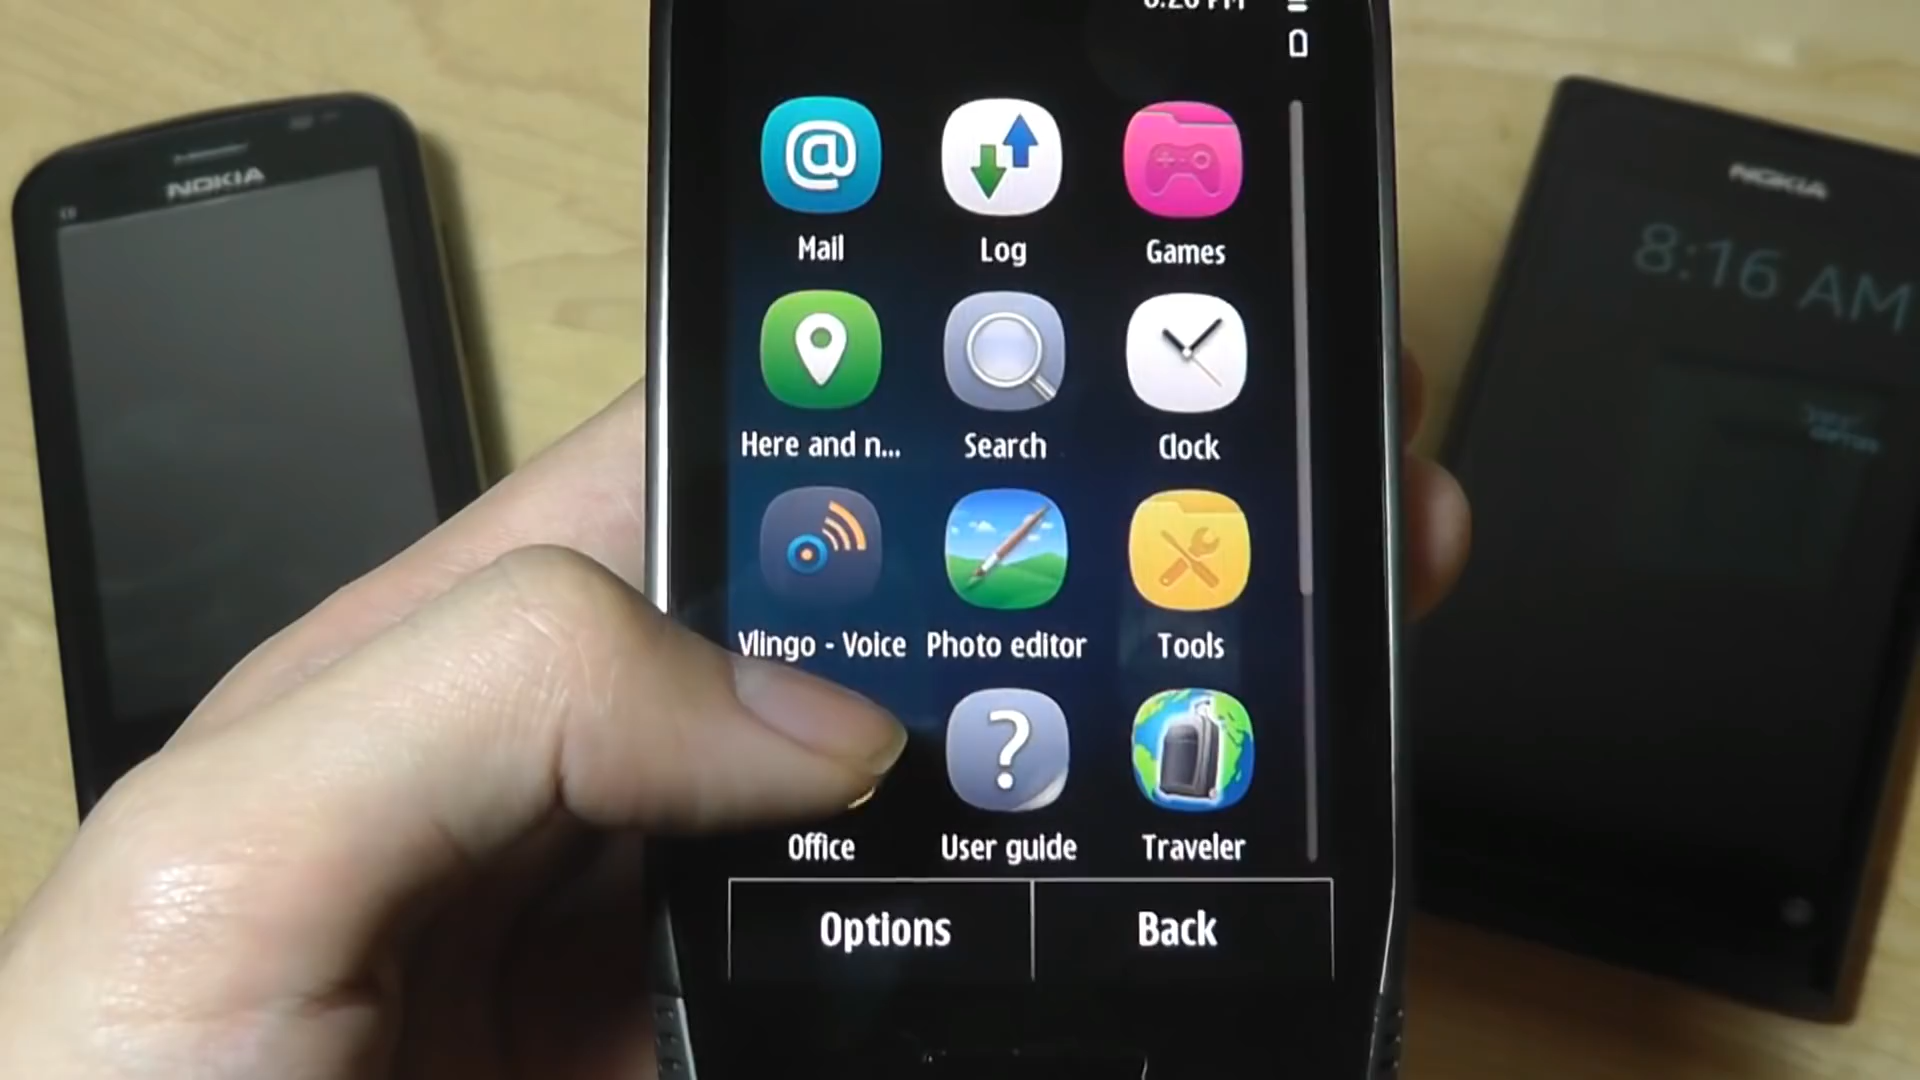 NOKIA
Mail
Log
Games
Here and n...
Search
Clock
Vlingo - Voice
Photo editor
Tools
Office
User guide
Traveler
Options
Back
NOKIA
8:16 AM